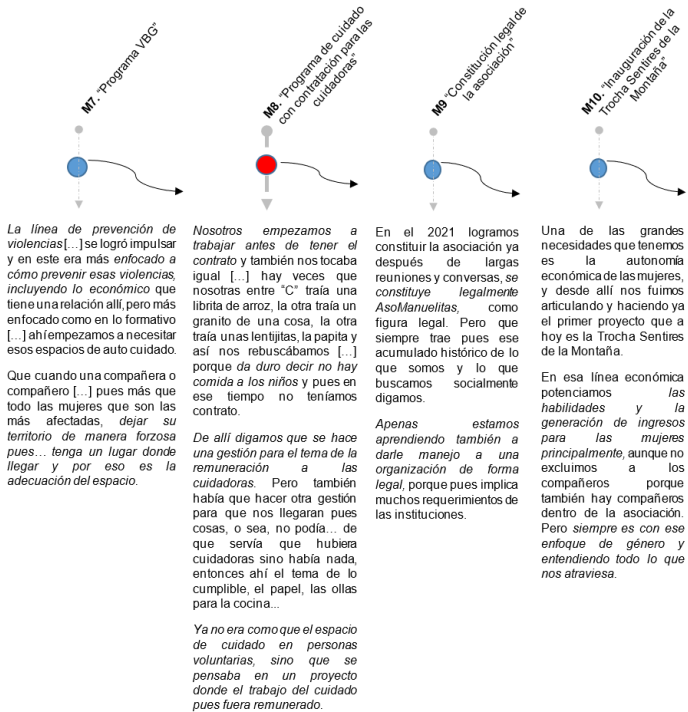 M7. "Programa VBG"
La línea de prevención de
violencias[…] se logró impulsar
y en este era más enfocado a
cómo prevenir esas violencias,
incluyendo lo económico que
tiene una relación allí, pero más
enfocado como en lo formativo
[…] ahí empezamos a necesitar
esos espacios de auto cuidado.
Que cuando una compañera o
compañero […] pues más que
todo las mujeres que son las
más afectadas, dejar su
territorio de manera forzosa
pues… tenga un lugar donde
llegar y por eso es la
adecuación del espacio.
M8. "Programa de cuidado
con contratación para las
cuidadoras"
Nosotros empezamos a
trabajar antes de tener el
contrato y también nos tocaba
igual […] hay veces que
nosotras entre "C" traía una
librita de arroz, la otra traía un
granito de una cosa, la otra
traía unas lentijitas, la papita y
así nos rebuscábamos […]
porque da duro decir no hay
comida a los niños y pues en
ese tiempo no teníamos
contrato.
De allí digamos que se hace
una gestión para el tema de la
remuneración a las
cuidadoras. Pero también
había que hacer otra gestión
para que nos llegaran pues
cosas, o sea, no podía… de
que servía que hubiera
cuidadoras sino había nada,
entonces ahí el tema de lo
cumplible, el papel, las ollas
para la cocina...
Ya no era como que el espacio
de cuidado en personas
voluntarias, sino que se
pensaba en un proyecto
donde el trabajo del cuidado
pues fuera remunerado.
M9 "Constitución legal de
la asociación"
En el 2021 logramos
constituir la asociación ya
después de largas
reuniones y conversas, se
constituye legalmente
AsoManuelitas, como
figura legal. Pero que
siempre trae pues ese
acumulado histórico de lo
que somos y lo que
buscamos socialmente
digamos.
Apenas estamos
aprendiendo también a
darle manejo a una
organización de forma
legal, porque pues implica
muchos requerimientos de
las instituciones.
M10. "Inauguración de la
Trocha Sentires de la
Montaña"
Una de las grandes
necesidades que tenemos
es la autonomía
económica de las mujeres,
y desde allí nos fuimos
articulando y haciendo ya
el primer proyecto que a
hoy es la Trocha Sentires
de la Montaña.
En esa línea económica
potenciamos las
habilidades y la
generación de ingresos
para las mujeres
principalmente, aunque no
excluimos a los
compañeros porque
también hay compañeros
dentro de la asociación.
Pero siempre es con ese
enfoque de género y
entendiendo todo lo que
nos atraviesa.